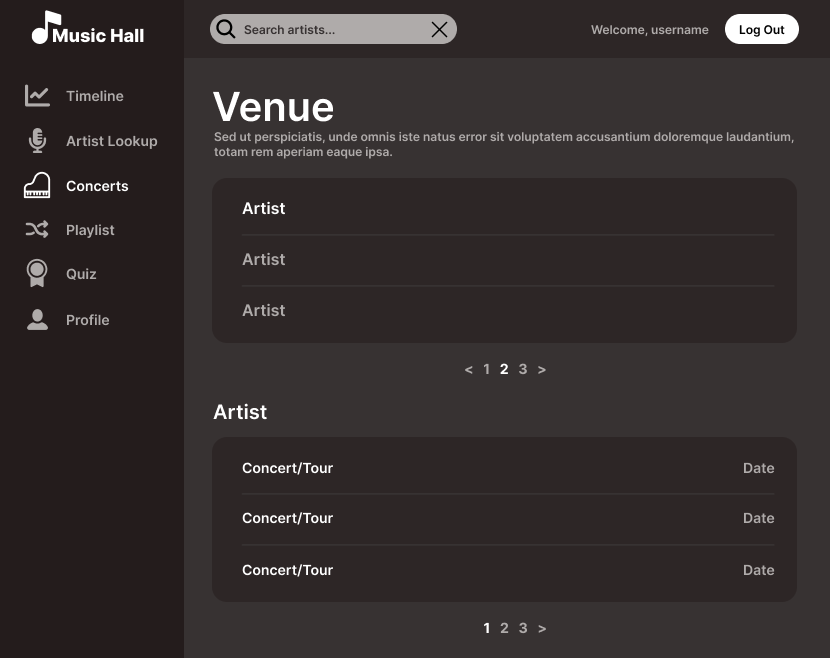 Music Hall
Search artists...
Welcome, username
Log Out
Timeline
Artist Lookup
Concerts
Playlist
Quiz
Profile
Venue
Sed ut perspiciatis, unde omnis iste natus error sit voluptatem accusantium doloremque laudantium,
totam rem aperiam eaque ipsa.
Artist
Artist
Artist
< 1 2 3 >
Artist
Concert/Tour Date
Concert/Tour Date
Concert/Tour Date
1 2 3 >